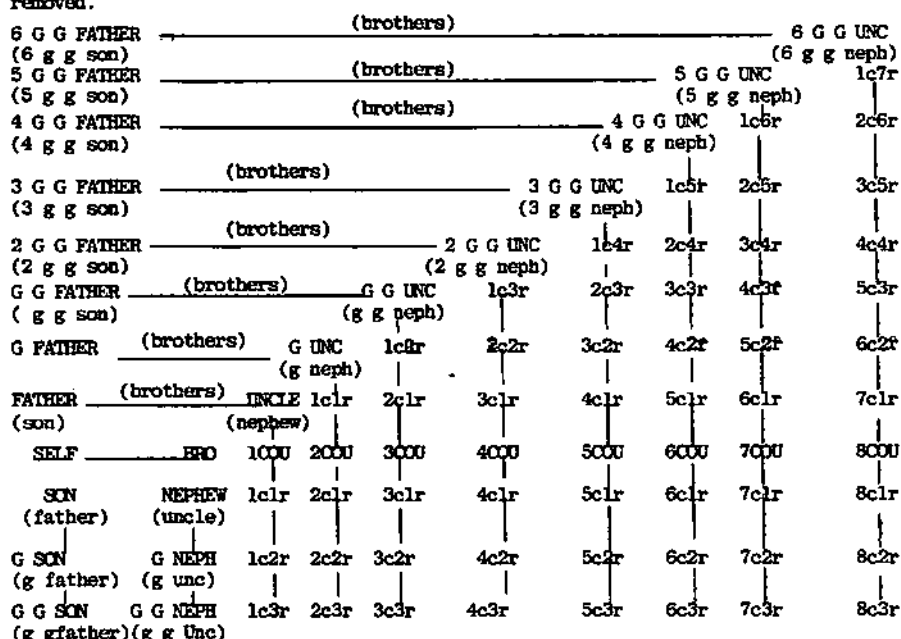 removed.
6 G G FATHER (brothers) 6 G G UNC
(6 g g son) (6 g g neph)
5 G G FATHER (brothers) 5 G G UNC 1c7r
(5 g g son) (5 g g neph)
4 G G FATHER (brothers) 4 G G UNC 1c6r 2c6r
(4 g g son) (4 g g neph)
3 G G FATHER (brothers) 3 G G UNC 1c5r 2c5r 3c5r
(3 g g son) (3 g g neph)
2 G G FATHER (brothers) 2 G G UNC 1c4r 2c4r 3c4r 4c4r
(2 g g son) (2 g g neph)
G G FATHER (brothers) G G UNC 1c3r 2c3r 3c3r 4c3r 5c3r
( g g son) (g g neph)
G FATHER (brothers) G UNC 1c2r 2c2r 3c2r 4c2r 5c2r 6c2r
(g neph)
FATHER (brothers) UNCLE 1c1r 2c1r 3c1r 4c1r 5c1r 6c1r 7c1r
(son) (nephew)
SELF BRO 1COU 2COU 3COU 4COU 5COU 6COU 7COU 8COU
SON NEPHEW 1c1r 2c1r 3c1r 4c1r 5c1r 6c1r 7c1r 8c1r
(father) (uncle)
G SON G NEPH 1c2r 2c2r 3c2r 4c2r 5c2r 6c2r 7c2r 8c2r
(g father) (g unc)
G G SON G G NEPH 1c3r 2c3r 3c3r 4c3r 5c3r 6c3r 7c3r 8c3r
(g gfather)(g g Unc)